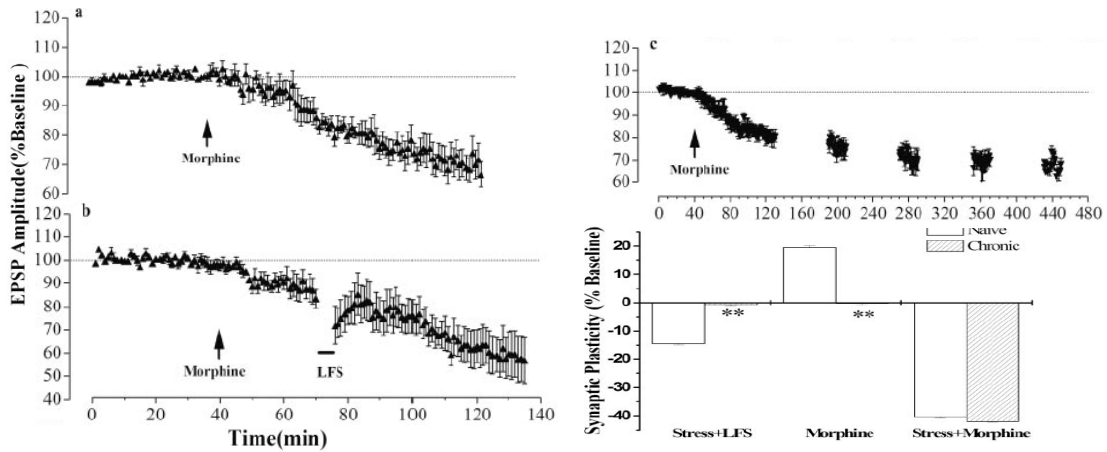 a
120
110
100
90
80
70
60
Morphine
EPSP Amplitude(%Baseline )
b
120
110
100
90
80
70
60
50
40
Morphine
LFS
0 20 40 60 80 100 120 140
Time(min)
c
120
110
100
90
80
70
60
Morphine
0 40 80 120 160 200 240 280 320 360 400 440 480
Naive
Chronic
Synaptic Plasticity (% Baseline)
20
10
0
-10
-20
-30
-40
**
**
Stress+LFS Morphine Stress+Morphine